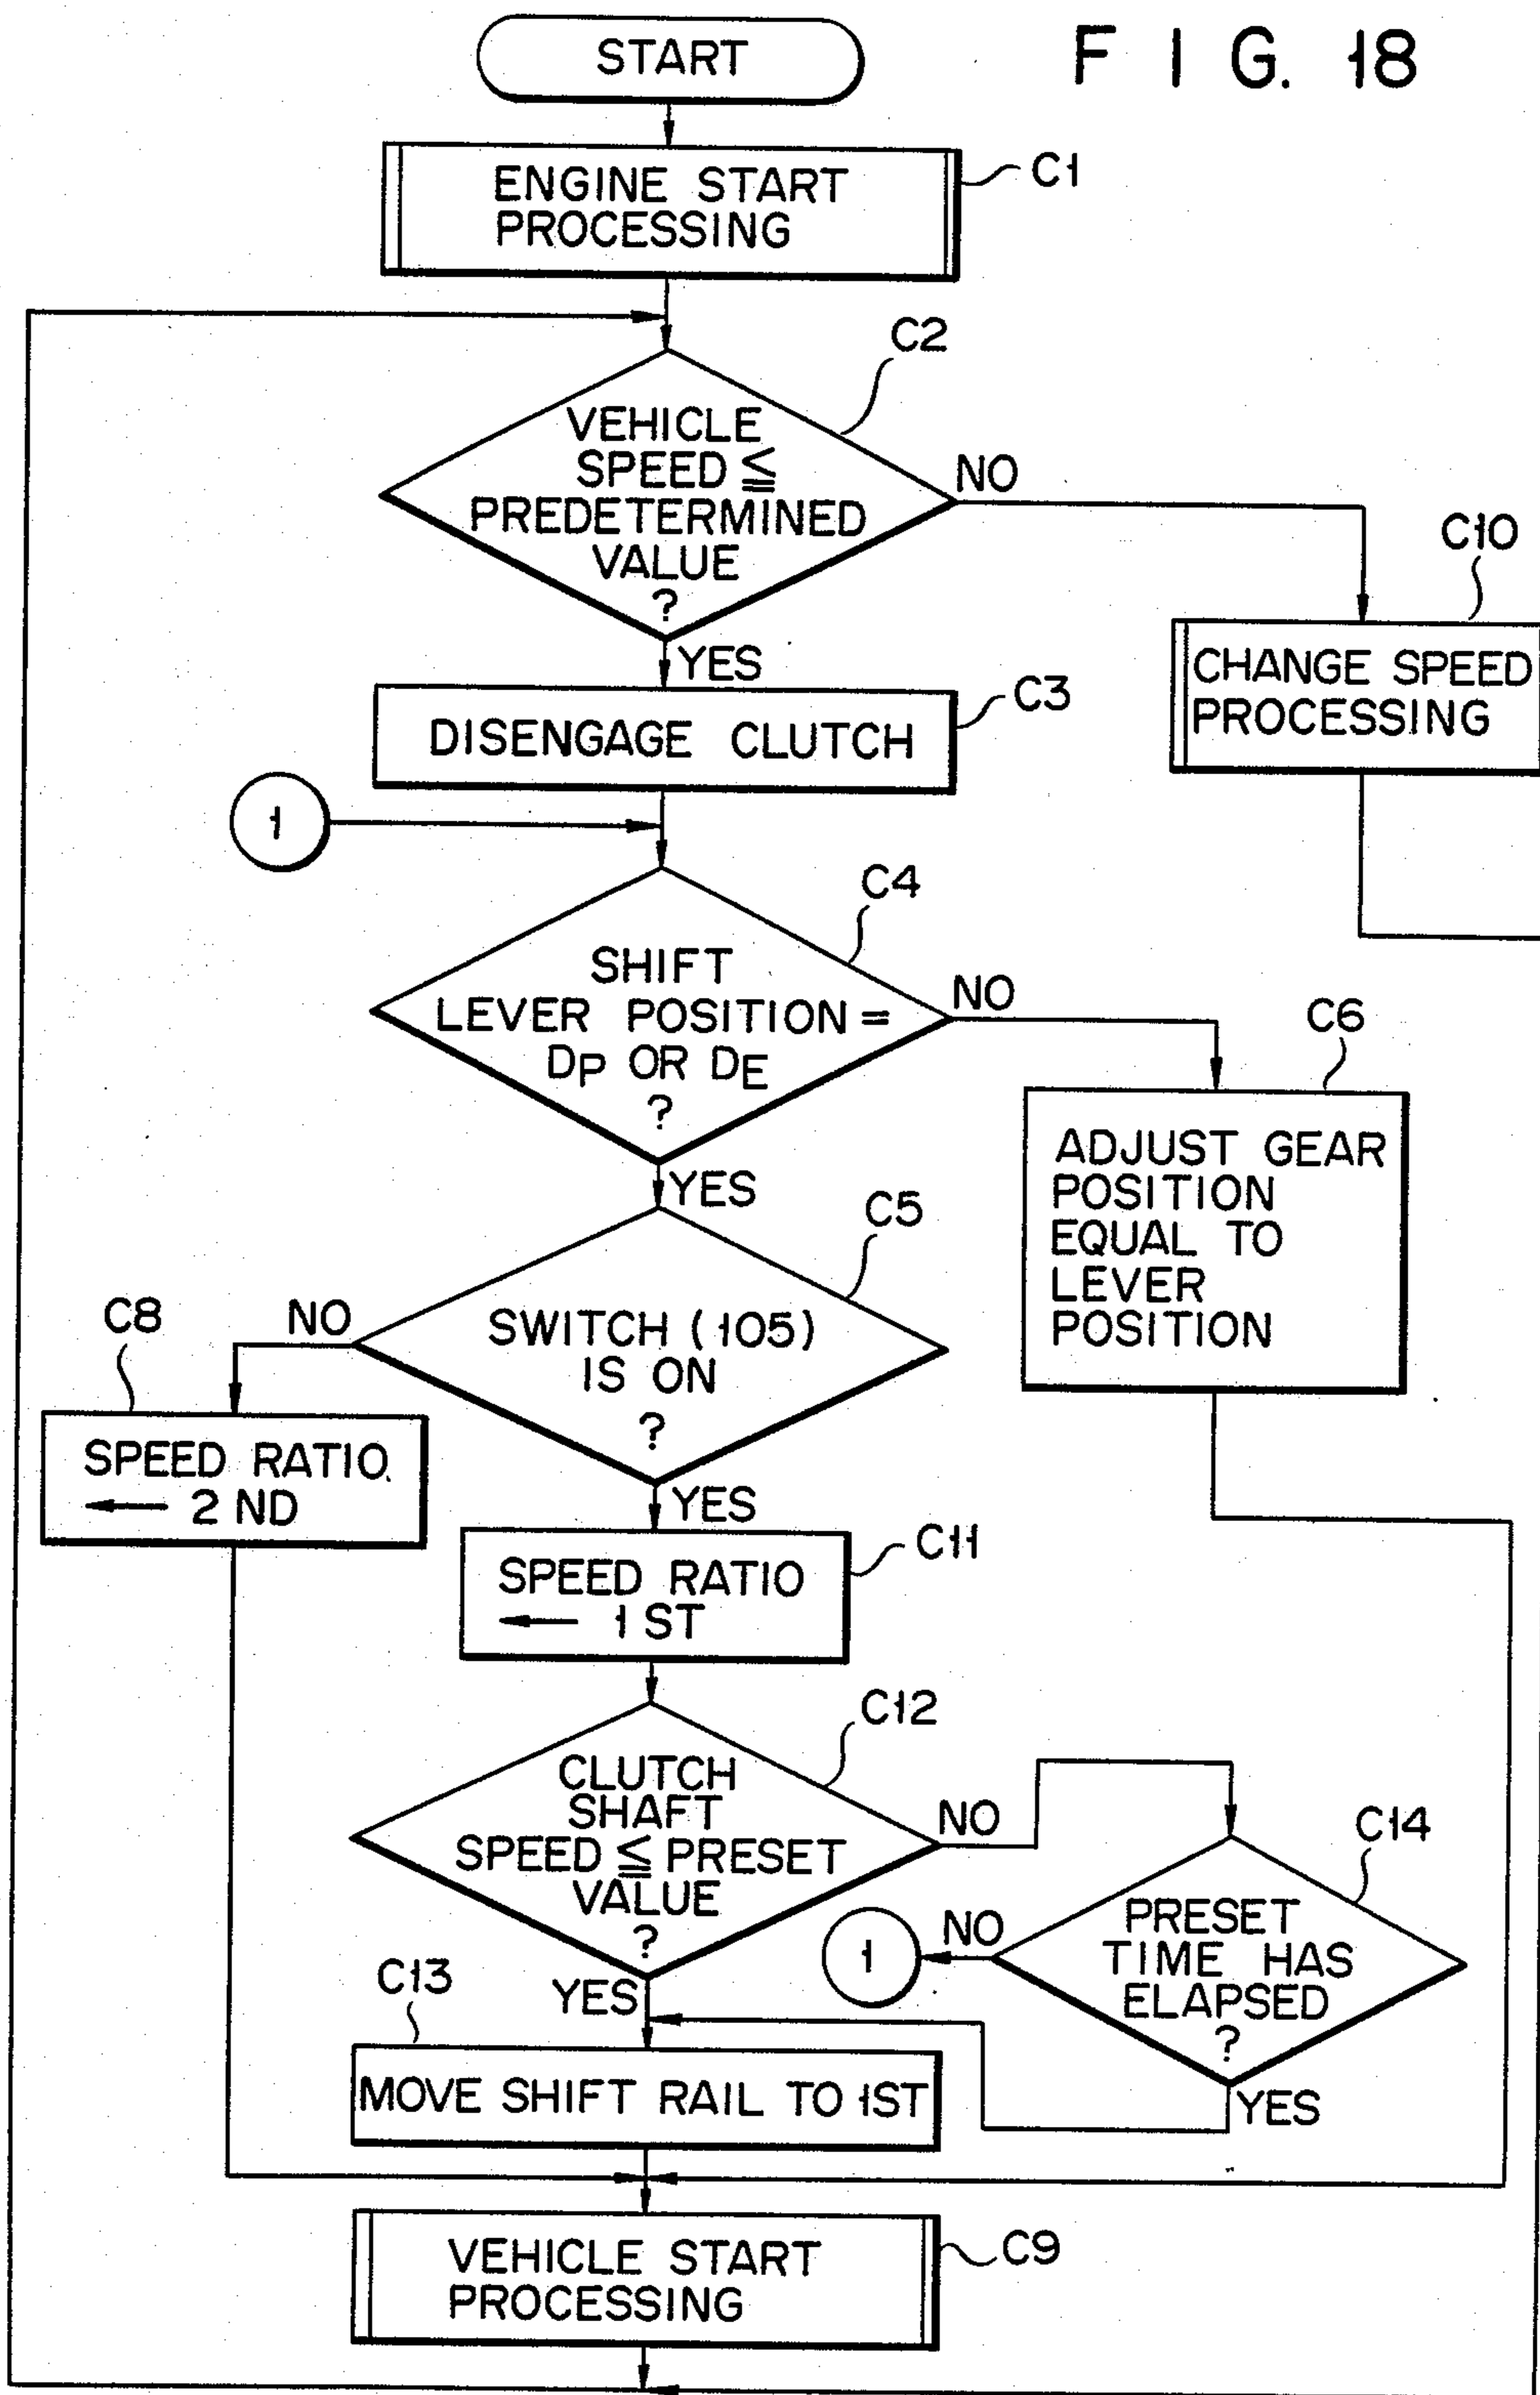 F I G. 18
START
ENGINE START
PROCESSING
C1
C2
VEHICLE
SPEED ≦
PREDETERMINED
VALUE
?
NO
YES
C10
CHANGE SPEED
PROCESSING
DISENGAGE CLUTCH
C3
1
C4
SHIFT
LEVER POSITION =
DP OR DE
?
NO
YES
C6
ADJUST GEAR
POSITION
EQUAL TO
LEVER
POSITION
C5
SWITCH (105)
IS ON
?
NO
YES
C8
SPEED RATIO
← 2 ND
C11
SPEED RATIO
← 1 ST
C12
CLUTCH
SHAFT
SPEED ≦ PRESET
VALUE
?
NO
YES
C14
PRESET
TIME HAS
ELAPSED
?
NO
1
YES
C13
MOVE SHIFT RAIL TO 1ST
VEHICLE START
PROCESSING
C9